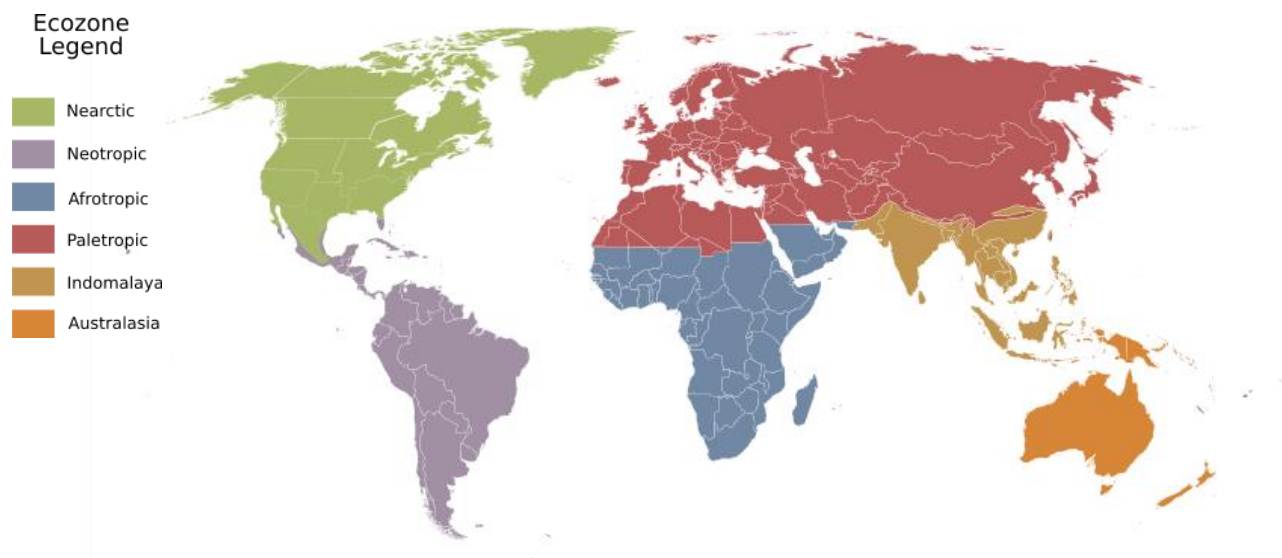 Ecozone
Legend
Nearctic
Neotropic
Afrotropic
Paletropic
Indomalaya
Australasia